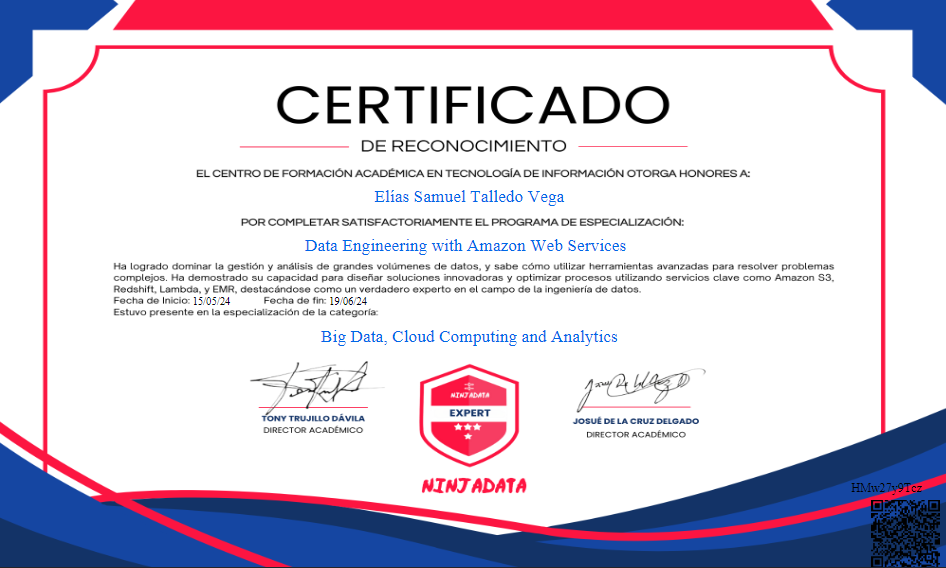 CERTIFICADO
DE RECONOCIMIENTO
EL CENTRO DE FORMACIÓN ACADÉMICA EN TECNOLOGÍA DE INFORMACIÓN OTORGA HONORES A:
Elías Samuel Talledo Vega
POR COMPLETAR SATISFACTORIAMENTE EL PROGRAMA DE ESPECIALIZACIÓN:
Data Engineering with Amazon Web Services
Ha logrado dominar la gestión y análisis de grandes volúmenes de datos, y sabe cómo utilizar herramientas avanzadas para resolver problemas
complejos. Ha demostrado su capacidad para diseñar soluciones innovadoras y optimizar procesos utilizando servicios clave como Amazon S3,
Redshift, Lambda, y EMR, destacándose como un verdadero experto en el campo de la ingeniería de datos.
Fecha de Inicio: 15/05/24 Fecha de fin: 19/06/24
Estuvo presente en la especialización de la categoría:
Big Data, Cloud Computing and Analytics
TONY TRUJILLO DÁVILA
DIRECTOR ACADÉMICO
NINJADATA
EXPERT
NINJADATA
JOSUÉ DE LA CRUZ DELGADO
DIRECTOR ACADÉMICO
HMw27y9Tcz